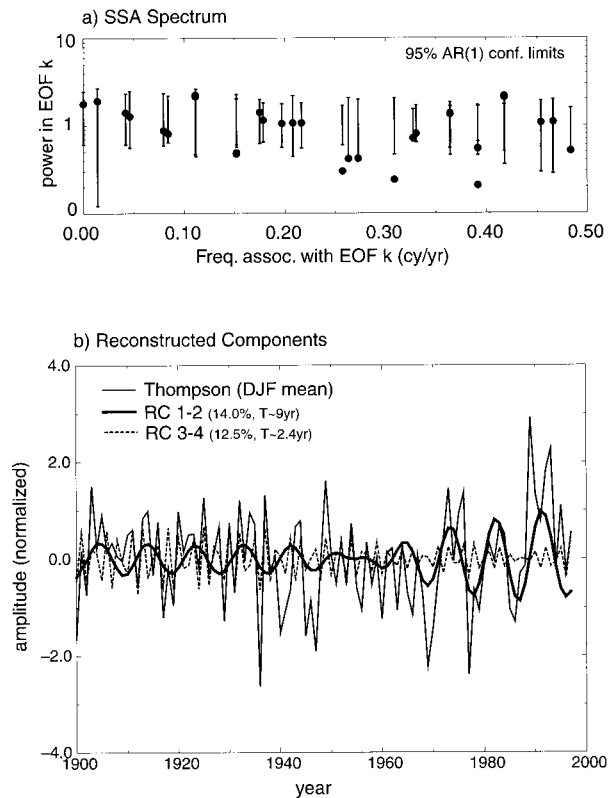 a) SSA Spectrum
10
95% AR(1) conf. limits
power in EOF k
1
0
0.00 0.10 0.20 0.30 0.40 0.50
Freq. assoc. with EOF k (cy/yr)
b) Reconstructed Components
4.0
Thompson (DJF mean)
RC 1-2 (14.0%, T~9yr)
RC 3-4 (12.5%, T~2.4yr)
2.0
amplitude (normalized)
0.0
-2.0
-4.0
1900 1920 1940 1960 1980 2000
year